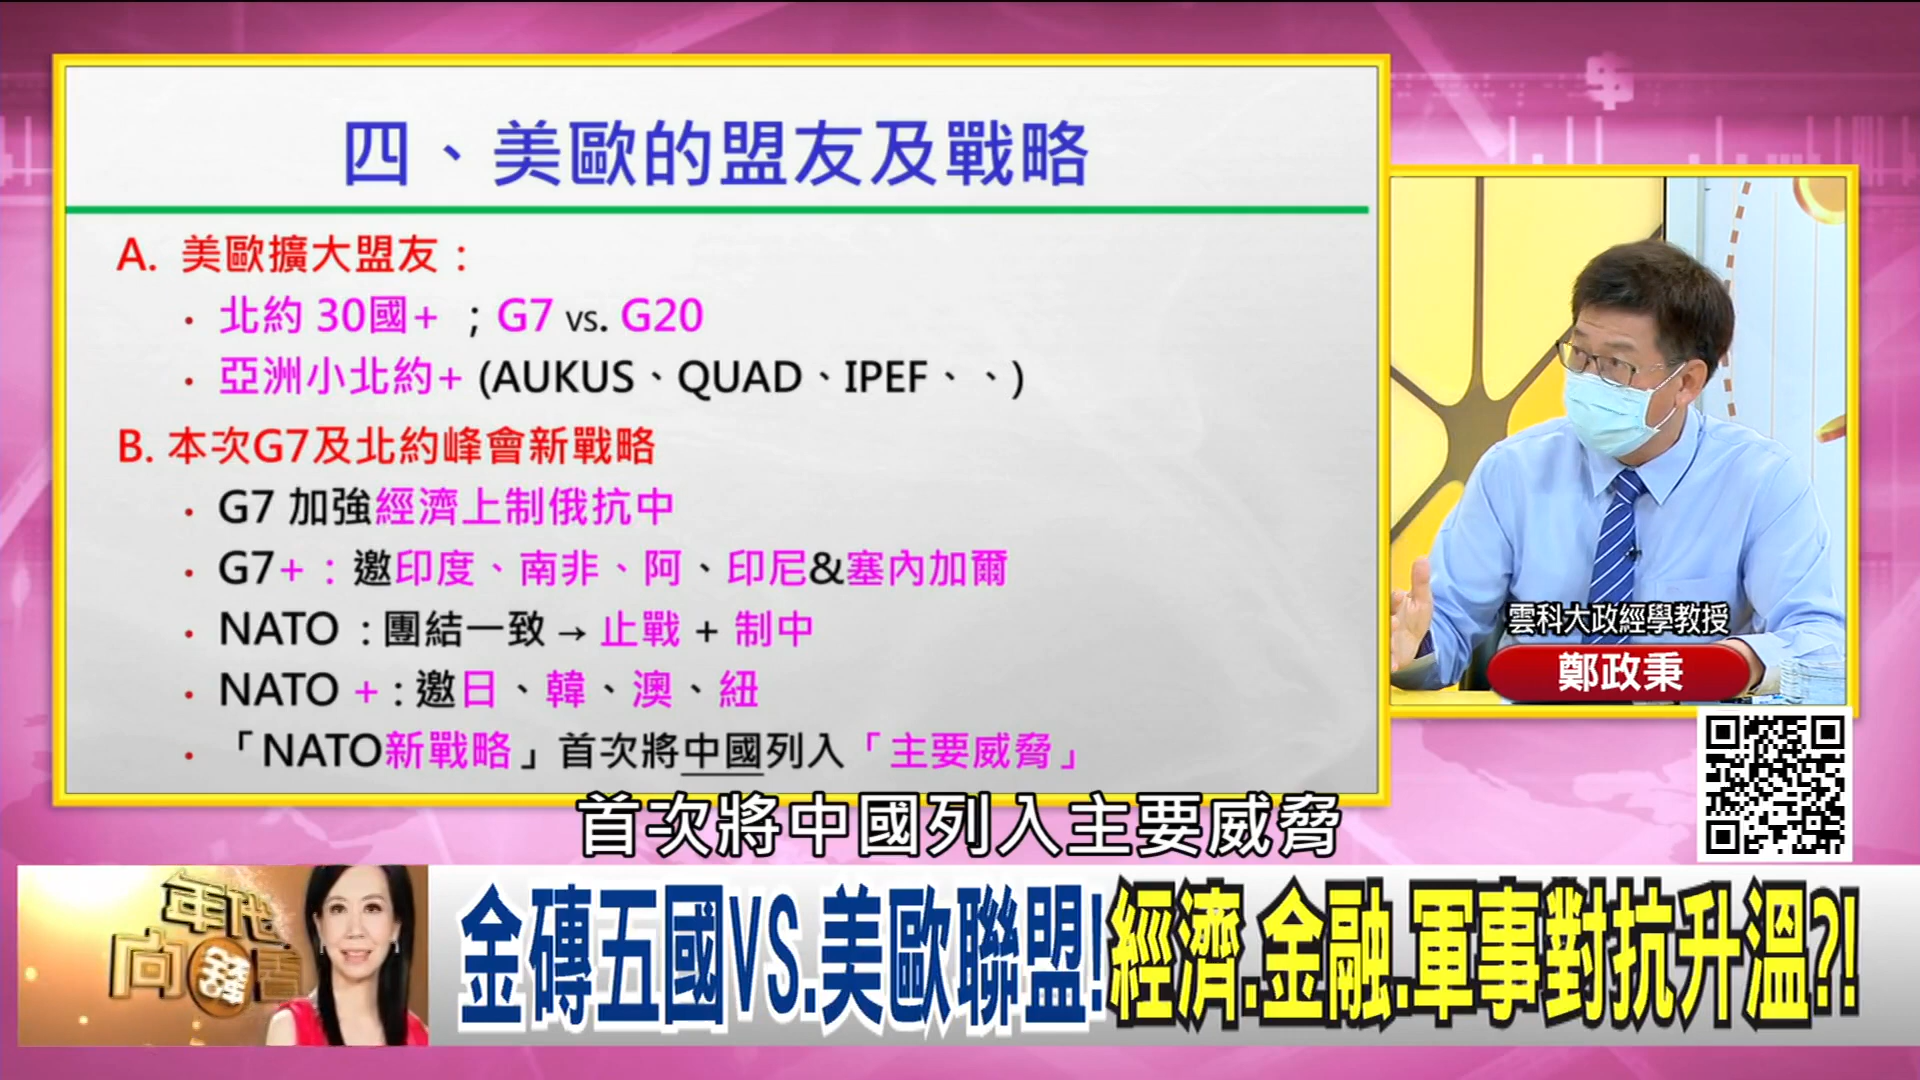 四、美歐的盟友及戰略
A. 美歐擴大盟友：
• 北約 30國+ ；G7 vs. G20
• 亞洲小北約+ (AUKUS、QUAD、IPEF、、)
B. 本次G7及北約峰會新戰略
• G7 加強經濟上制俄抗中
• G7+：邀印度、南非、阿、印尼&塞內加爾
• NATO：團結一致→止戰 + 制中
• NATO +：邀日、韓、澳、紐
• 「NATO新戰略」首次將中國列入「主要威脅」
雲科大政經學教授
鄭政秉
首次將中國列入主要威脅
年代向錢看
金磚五國VS.美歐聯盟!經濟.金融.軍事對抗升溫?!